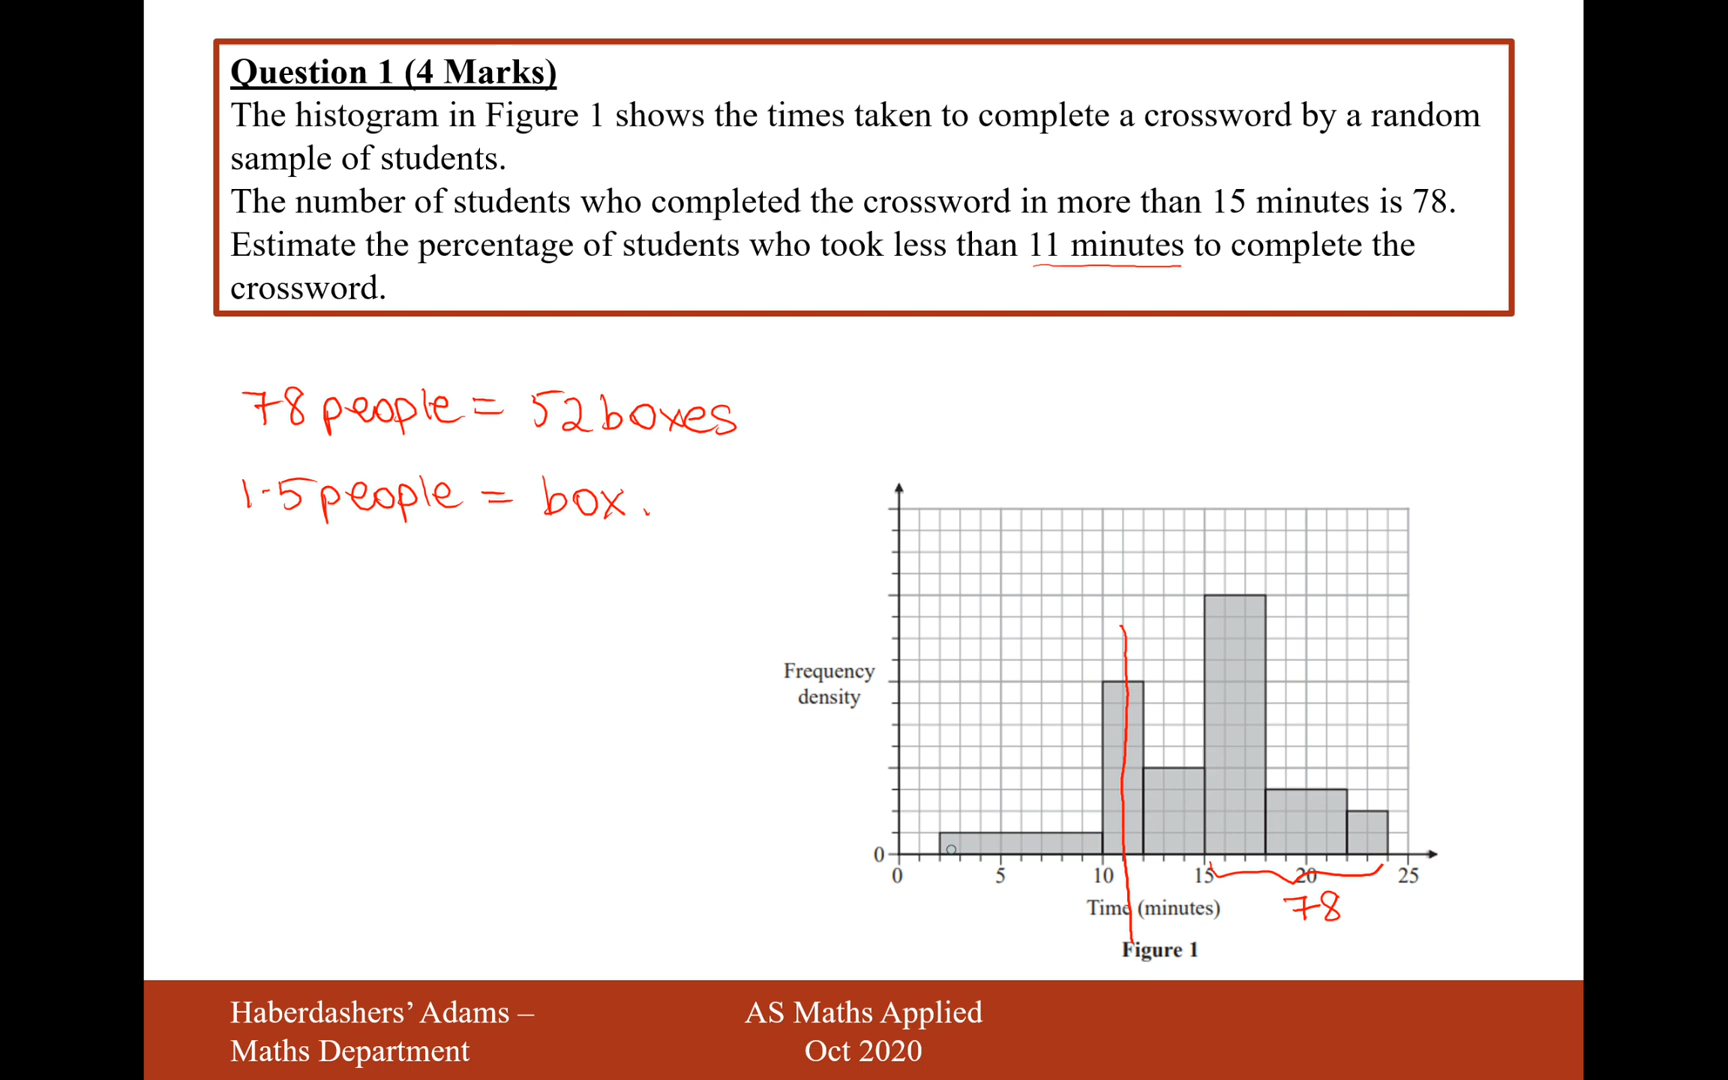 Question 1 (4 Marks)
The histogram in Figure 1 shows the times taken to complete a crossword by a random
sample of students.
The number of students who completed the crossword in more than 15 minutes is 78.
Estimate the percentage of students who took less than 11 minutes to complete the
crossword.
78 people = 52 boxes
1.5 people = box.
Frequency
density
0
0 5 10 15 20 25
Time (minutes)
78
Figure 1
Haberdashers' Adams –
Maths Department
AS Maths Applied
Oct 2020